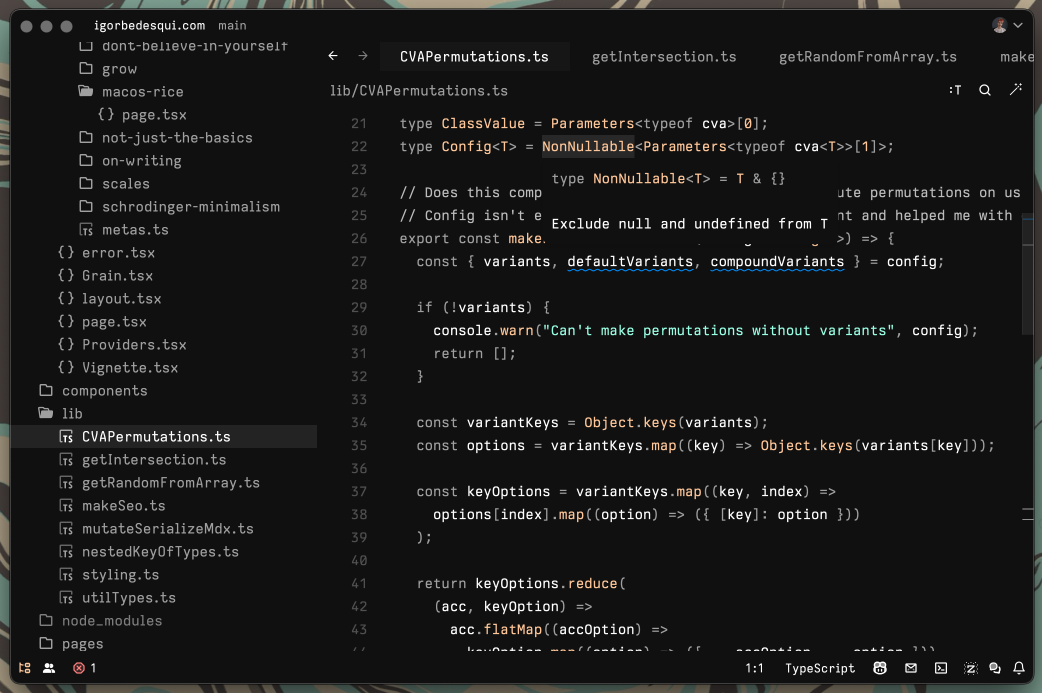 igorbedesqui.com main
dont-believe-in-yourself
grow
macos-rice
{} page.tsx
not-just-the-basics
on-writing
scales
schrodinger-minimalism
TS metas.ts
{} error.tsx
{} Grain.tsx
{} layout.tsx
{} page.tsx
{} Providers.tsx
{} Vignette.tsx
components
lib
TS CVAPermutations.ts
TS getIntersection.ts
TS getRandomFromArray.ts
TS makeSeo.ts
TS mutateSerializeMdx.ts
TS nestedKeyOfTypes.ts
TS styling.ts
TS utilTypes.ts
node_modules
pages
1
← → CVAPermutations.ts getIntersection.ts getRandomFromArray.ts make
lib/CVAPermutations.ts :T
21 type ClassValue = Parameters<typeof cva>[0];
22 type Config<T> = NonNullable<Parameters<typeof cva<T>>[1]>;
23
type NonNullable<T> = T & {}
24 // Does this comp ute permutations on us
25 // Config isn't e nt and helped me with
Exclude null and undefined from T
26 export const make >) => {
27 const { variants, defaultVariants, compoundVariants } = config;
28
29 if (!variants) {
30 console.warn("Can't make permutations without variants", config);
31 return [];
32 }
33
34 const variantKeys = Object.keys(variants);
35 const options = variantKeys.map((key) => Object.keys(variants[key]));
36
37 const keyOptions = variantKeys.map((key, index) =>
38 options[index].map((option) => ({ [key]: option }))
39 );
40
41 return keyOptions.reduce(
42 (acc, keyOption) =>
43 acc.flatMap((accOption) =>
1:1 TypeScript